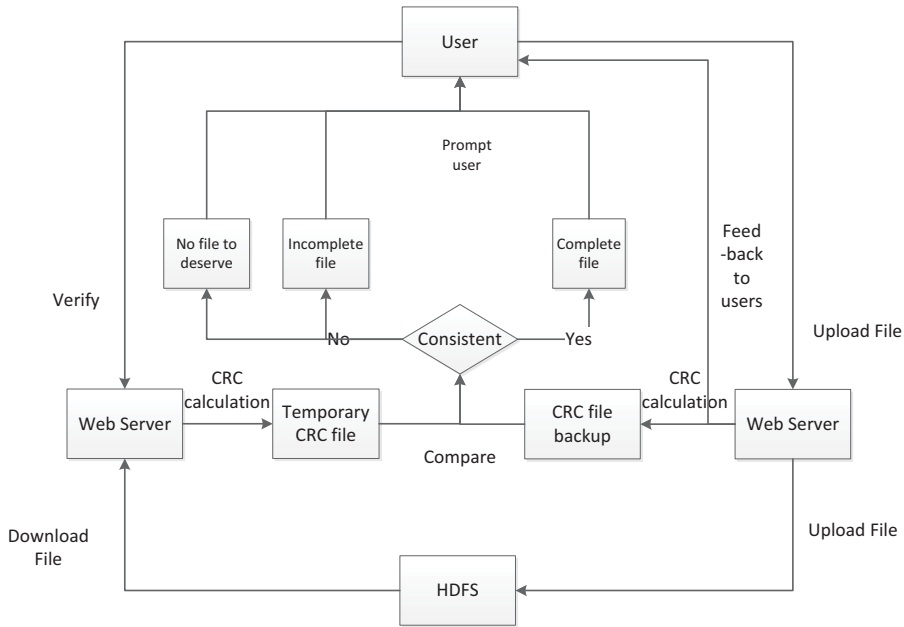 User
Prompt
user
No file to
deserve
Incomplete
file
Complete
file
Feed
-back
to
users
Verify
Upload File
No
Consistent
Yes
CRC
calculation
CRC
calculation
Web Server
Temporary
CRC file
CRC file
backup
Web Server
Compare
Download
File
Upload File
HDFS